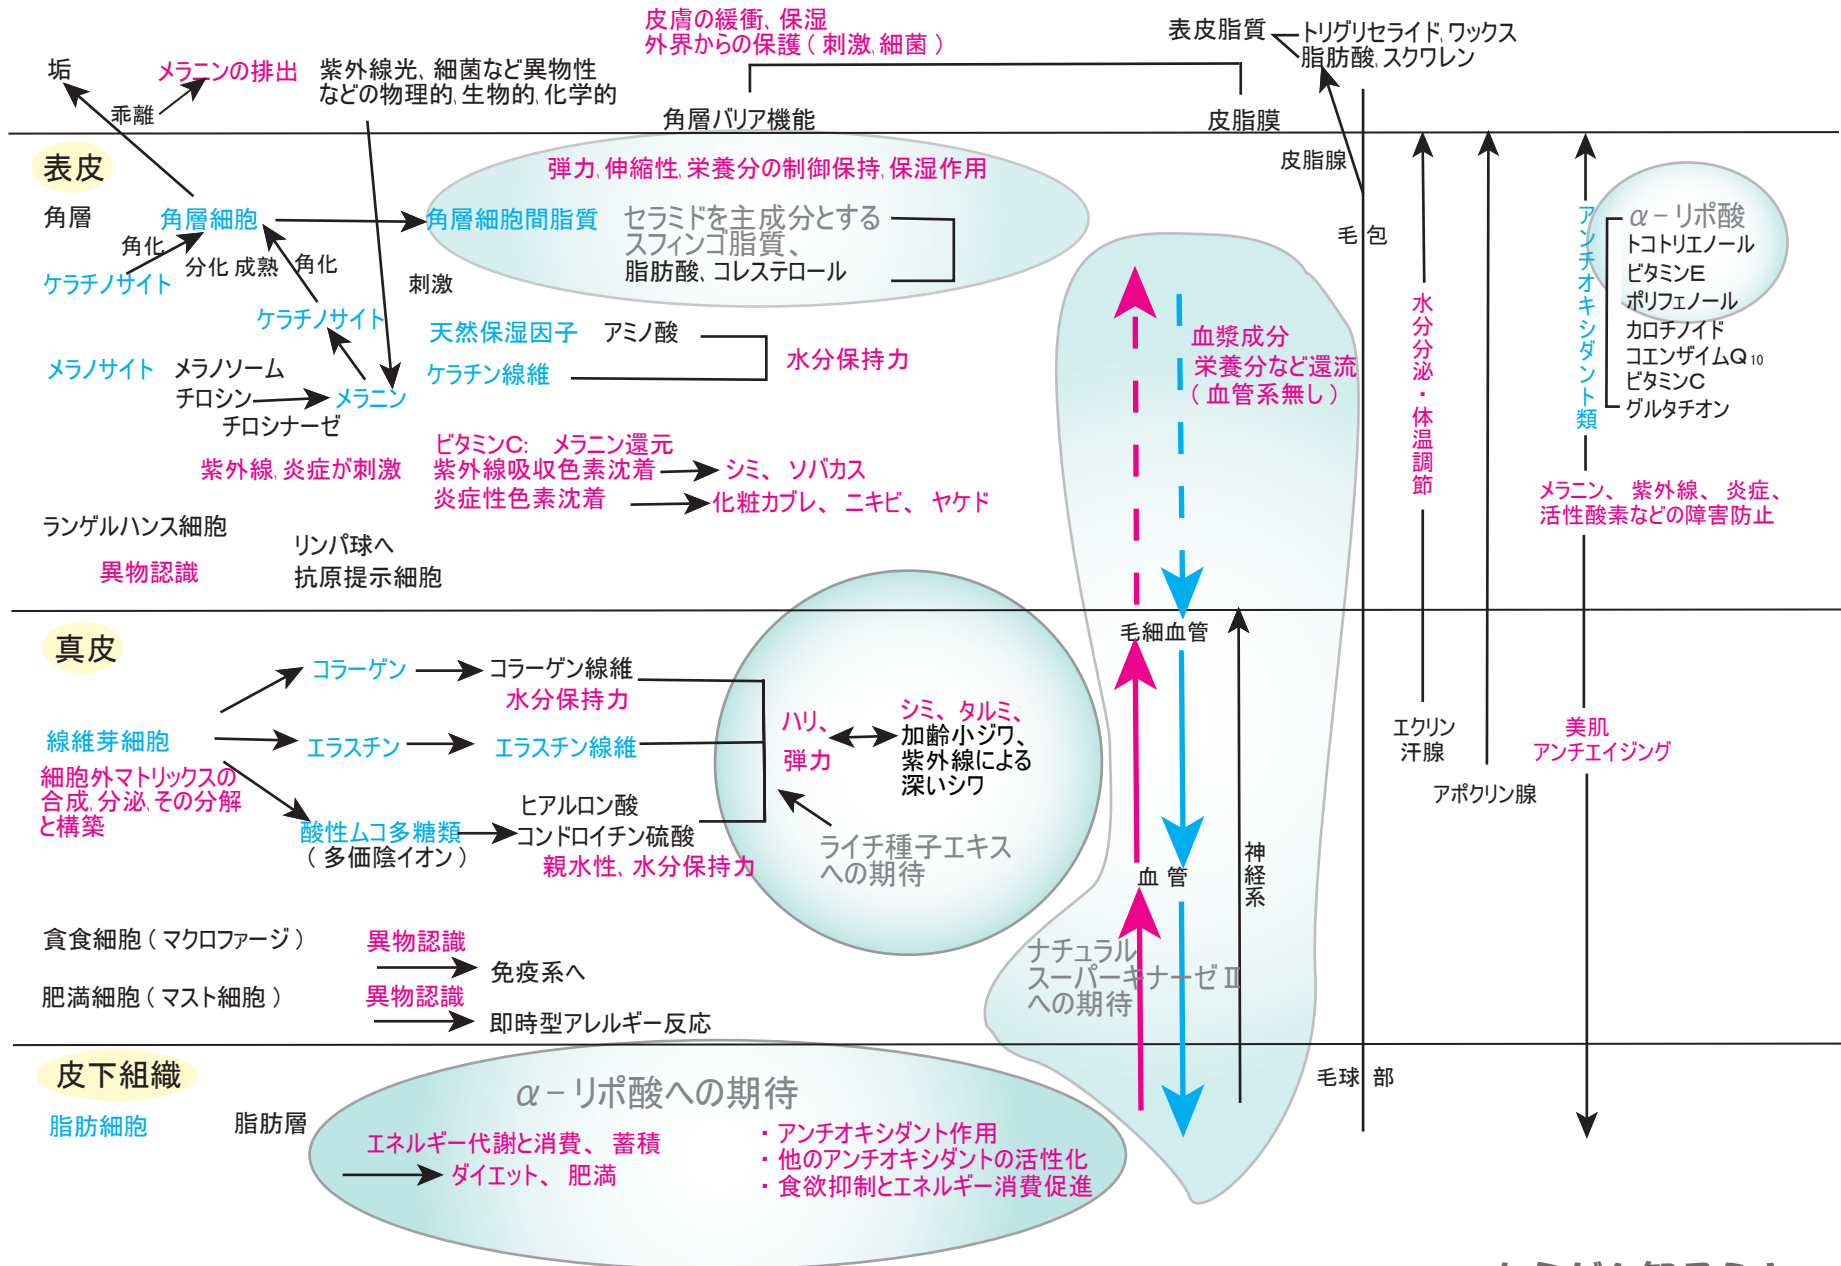 皮膚の緩衝、保湿
外界からの保護(刺激、細菌)
表皮脂質
トリグリセライド、ワックス
脂肪酸、スクワレン
垢
メラニンの排出
乖離
紫外線光、細菌など異物性
などの物理的、生物的、化学的
角層バリア機能
皮脂膜
表皮
弾力、伸縮性、栄養分の制御保持、保湿作用
皮脂腺
角層
角層細胞
角層細胞間脂質
セラミドを主成分とする
スフィンゴ脂質、
脂肪酸、コレステロール
毛包
角化
分化 成熟
角化
刺激
ケラチノサイト
ケラチノサイト
天然保湿因子
アミノ酸
ケラチン線維
水分保持力
メラノサイト
メラノソーム
チロシン
メラニン
チロシナーゼ
血漿成分
栄養分など還流
(血管系無し)
水分分泌・体温調節
アンチオキシダント類
α-リポ酸
トコトリエノール
ビタミンE
ポリフェノール
カロチノイド
コエンザイムQ10
ビタミンC
グルタチオン
紫外線、炎症が刺激
ビタミンC: メラニン還元
紫外線吸収色素沈着
シミ、ソバカス
炎症性色素沈着
化粧カブレ、ニキビ、ヤケド
メラニン、紫外線、炎症、
活性酸素などの障害防止
ランゲルハンス細胞
異物認識
リンパ球へ
抗原提示細胞
真皮
毛細血管
コラーゲン
コラーゲン線維
水分保持力
線維芽細胞
エラスチン
エラスチン線維
細胞外マトリックスの
合成、分泌、その分解
と構築
酸性ムコ多糖類
(多価陰イオン)
ヒアルロン酸
コンドロイチン硫酸
親水性、水分保持力
ハリ、
弾力
シミ、タルミ、
加齢小ジワ、
紫外線による
深いシワ
ライチ種子エキス
への期待
血管
神経系
エクリン
汗腺
アポクリン腺
美肌
アンチエイジング
貪食細胞(マクロファージ)
異物認識
免疫系へ
肥満細胞(マスト細胞)
異物認識
即時型アレルギー反応
ナチュラル
スーパーキナーゼⅡ
への期待
皮下組織
毛球部
脂肪細胞
脂肪層
α-リポ酸への期待
エネルギー代謝と消費、蓄積
ダイエット、肥満
・アンチオキシダント作用
・他のアンチオキシダントの活性化
・食欲抑制とエネルギー消費促進